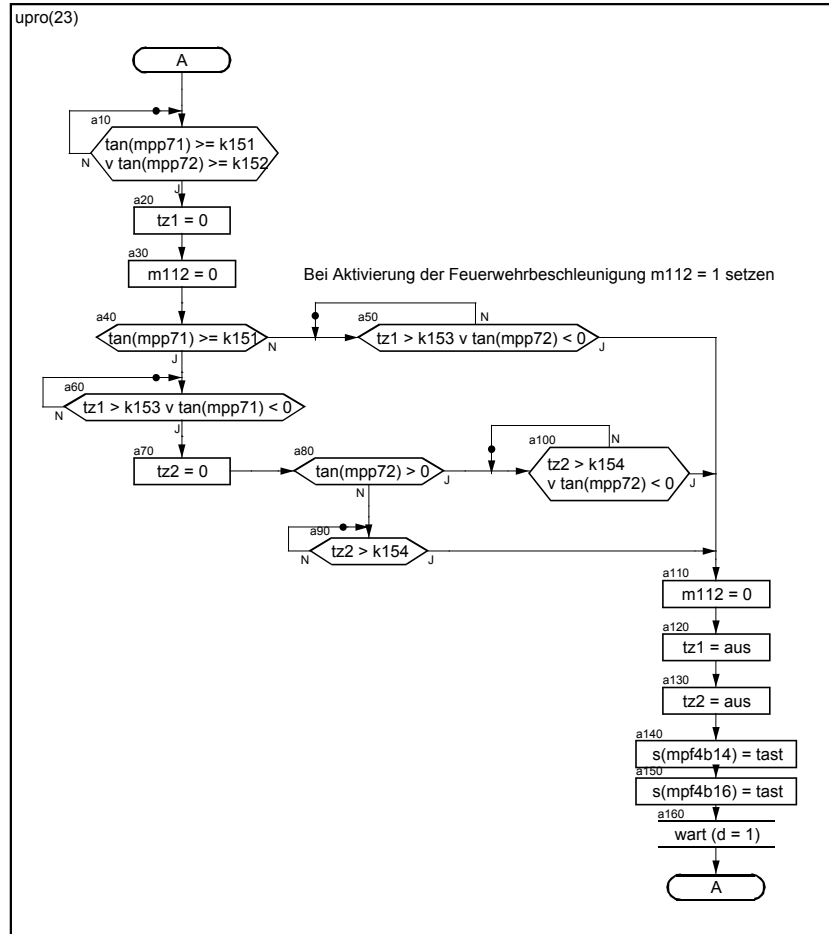 upro(23)
A
a10
tan(mpp71) >= k151
v tan(mpp72) >= k152
N
J
a20
tz1 = 0
a30
m112 = 0
Bei Aktivierung der Feuerwehrbeschleunigung m112 = 1 setzen
a40
tan(mpp71) >= k151
N
J
a50
N
tz1 > k153 v tan(mpp72) < 0
J
a60
tz1 > k153 v tan(mpp71) < 0
N
J
a70
tz2 = 0
a80
tan(mpp72) > 0
J
N
a100
N
tz2 > k154
v tan(mpp72) < 0
J
a90
tz2 > k154
N
J
a110
m112 = 0
a120
tz1 = aus
a130
tz2 = aus
a140
s(mpf4b14) = tast
a150
s(mpf4b16) = tast
a160
wart (d = 1)
A